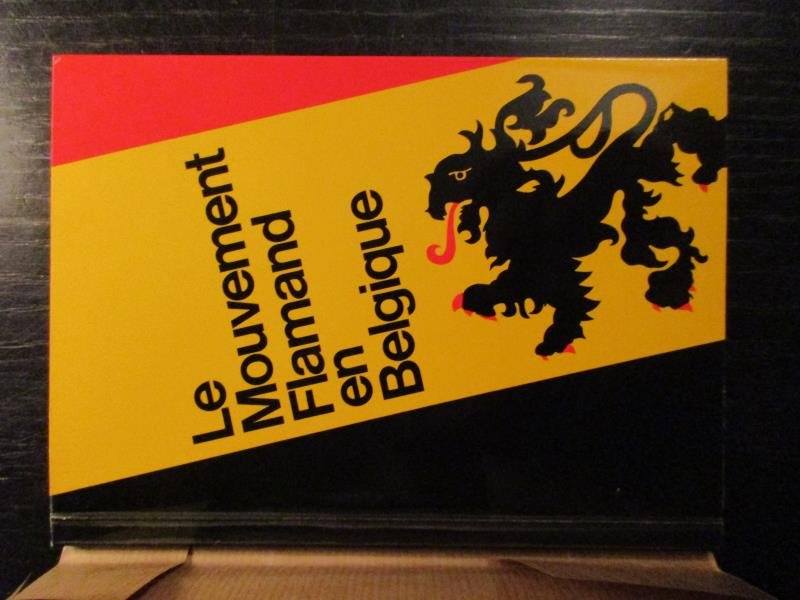 Le
Mouvement
Flamand
en
Belgique